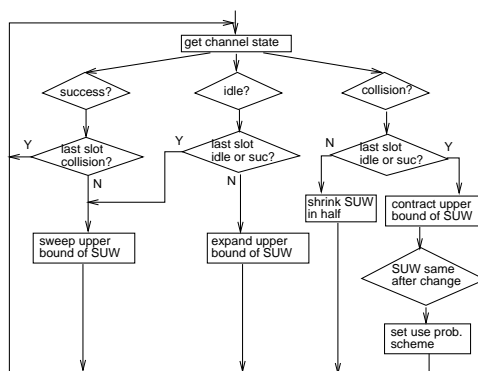 get channel state
success?
idle?
collision?
Y
last slot
collision?
N
Y
last slot
idle or suc?
N
N
last slot
idle or suc?
Y
shrink SUW
in half
contract upper
bound of SUW
sweep upper
bound of SUW
expand upper
bound of SUW
SUW same
after change
set use prob.
scheme